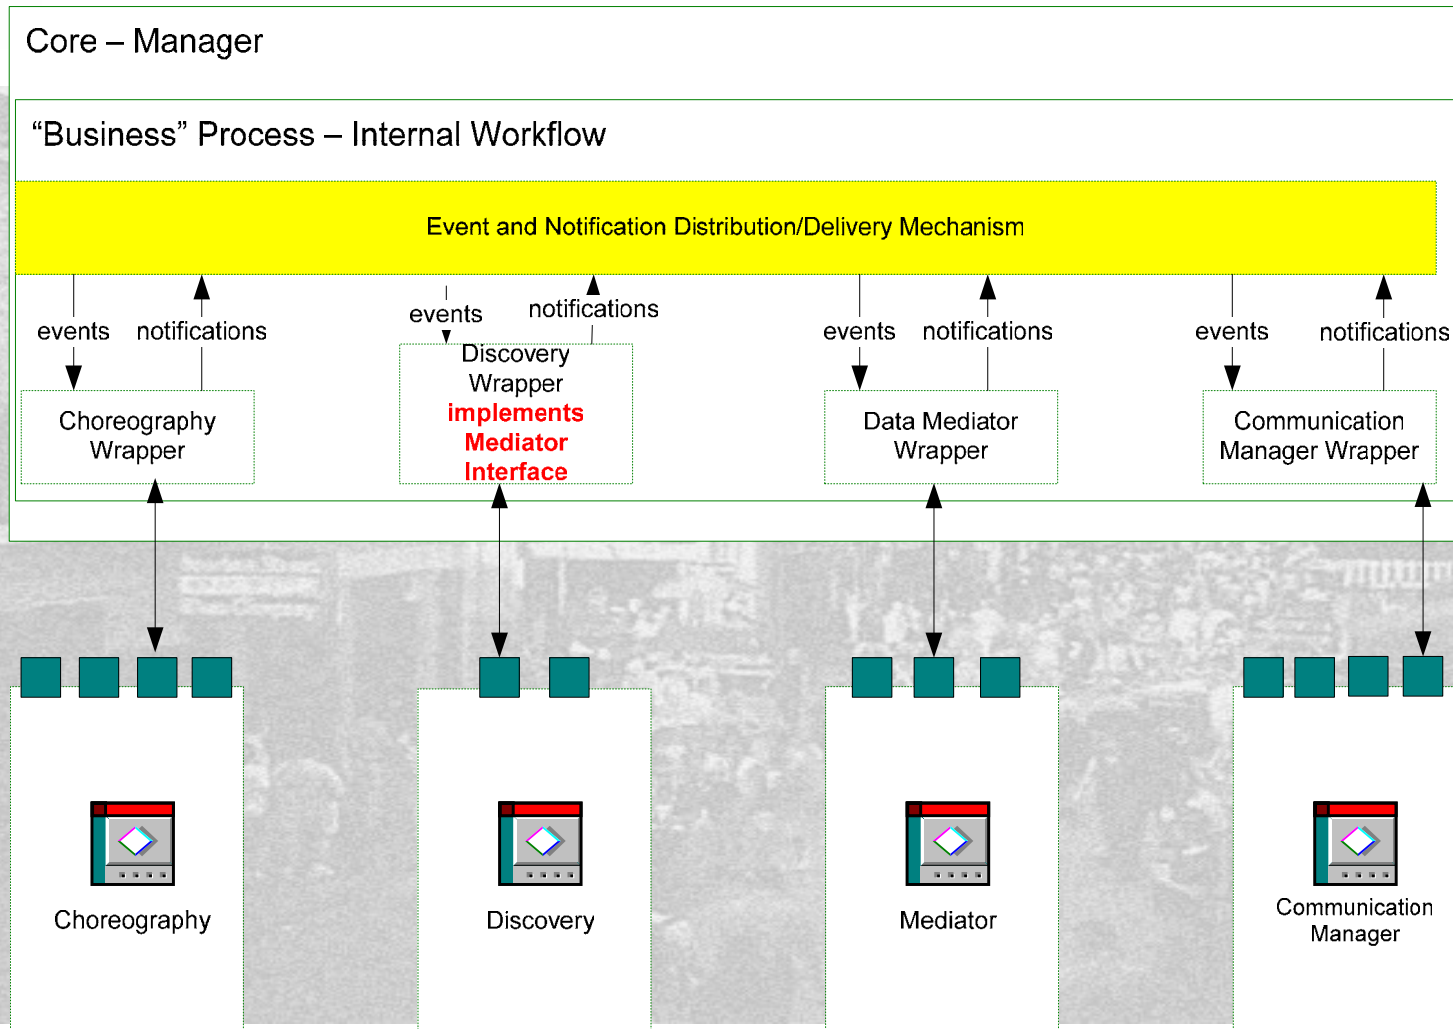 Core – Manager
“Business” Process – Internal Workflow
Event and Notification Distribution/Delivery Mechanism
events
notifications
events
notifications
events
notifications
events
notifications
Choreography
Wrapper
Discovery
Wrapper
implements
Mediator
Interface
Data Mediator
Wrapper
Communication
Manager Wrapper
Choreography
Discovery
Mediator
Communication
Manager